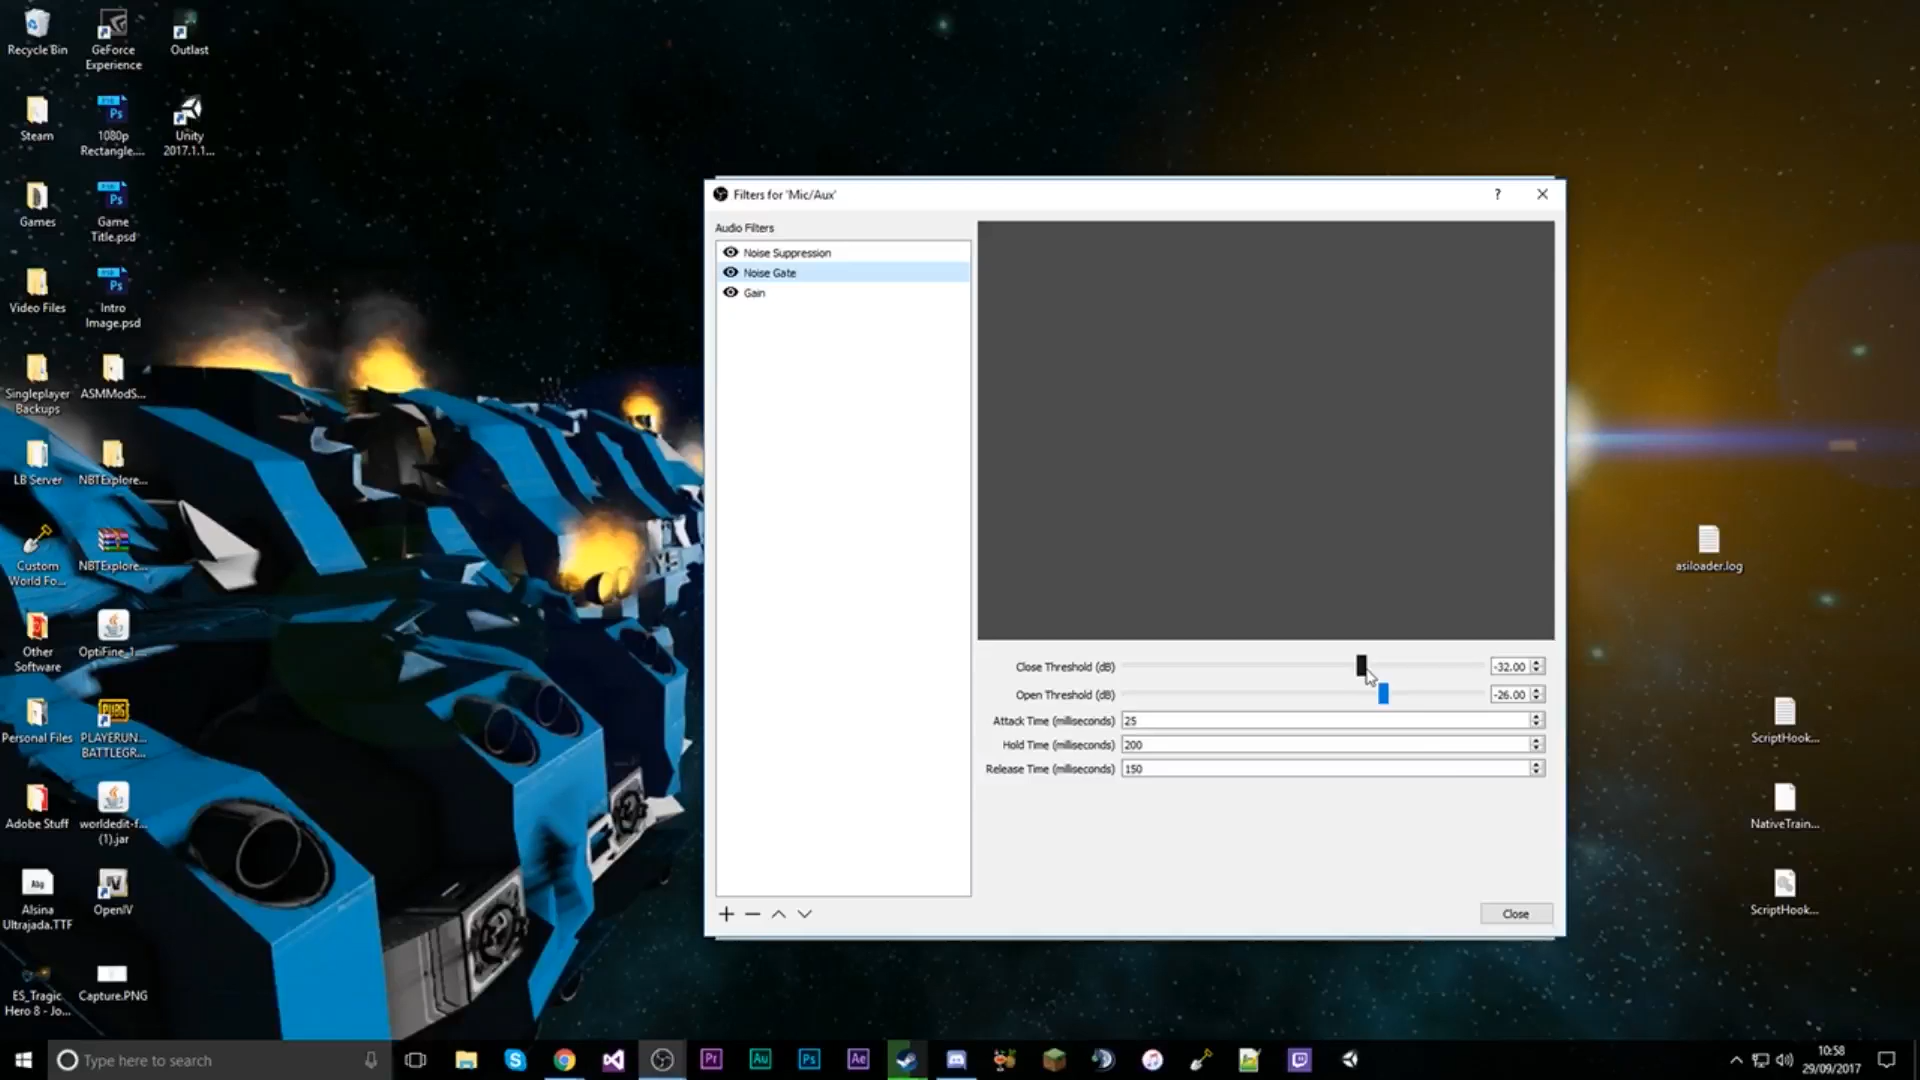 Recycle Bin
GeForce
Experience
Outlast
Steam
1080p
Rectangle....
Unity
2017.1.1...
Games
Game
Title.psd
Video Files
Intro
Image.psd
Singleplayer
Backups
ASMModS...
LB Server
NBTExplore...
Custom
World Fo...
NBTExplore...
Other
Software
OptiFine_1....
Personal Files
PLAYERUN...
BATTLEGR...
Adobe Stuff
worldedit-f...
(1).jar
Alsina
Ultrajada.TTF
OpenIV
ES_Tragic
Hero 8 - Jo...
Capture.PNG
Filters for 'Mic/Aux'
Audio Filters
Noise Suppression
Noise Gate
Gain
Close Threshold (dB)
-32.00
Open Threshold (dB)
-26.00
Attack Time (milliseconds)
25
Hold Time (milliseconds)
200
Release Time (milliseconds)
150
Close
asiloader.log
ScriptHook...
NativeTrain...
ScriptHook...
Type here to search
Pr
Au
Ps
Ae
10:58
29/09/2017